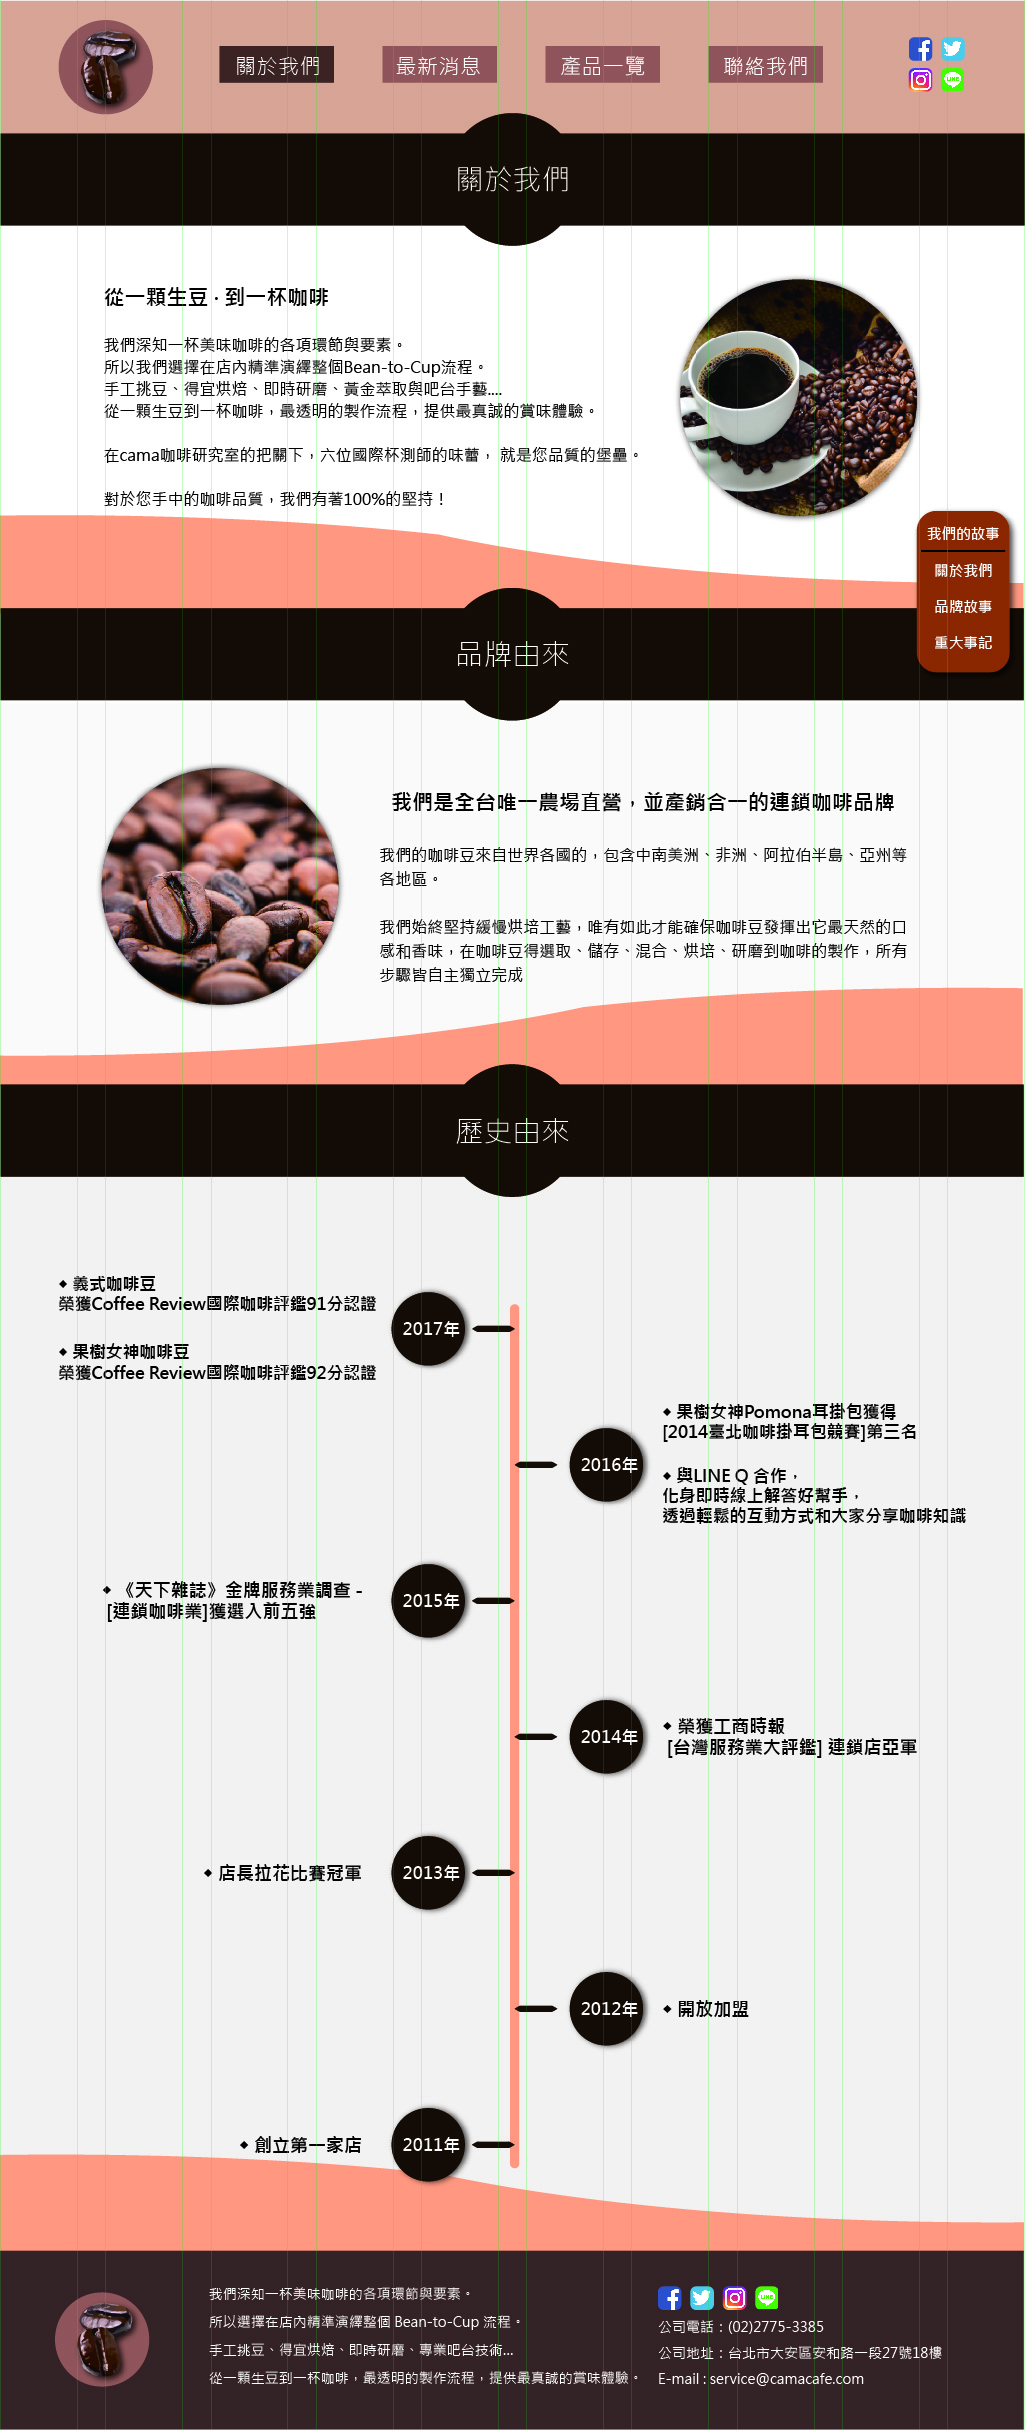 關於我們
最新消息
產品一覽
聯絡我們
關於我們
從一顆生豆 · 到一杯咖啡
我們深知一杯美味咖啡的各項環節與要素。
所以我們選擇在店內精準演繹整個Bean-to-Cup流程。
手工挑豆、得宜烘焙、即時研磨、黃金萃取與吧台手藝....
從一顆生豆到一杯咖啡，最透明的製作流程，提供最真誠的賞味體驗。
在cama咖啡研究室的把關下，六位國際杯測師的味蕾， 就是您品質的堡壘。
對於您手中的咖啡品質，我們有著100%的堅持！
我們的故事
關於我們
品牌故事
重大事記
品牌由來
我們是全台唯一農場直營，並產銷合一的連鎖咖啡品牌
我們的咖啡豆來自世界各國的，包含中南美洲、非洲、阿拉伯半島、亞州等
各地區。
我們始終堅持緩慢烘培工藝，唯有如此才能確保咖啡豆發揮出它最天然的口
感和香味，在咖啡豆得選取、儲存、混合、烘培、研磨到咖啡的製作，所有
步驟皆自主獨立完成
歷史由來
◆ 義式咖啡豆
榮獲Coffee Review國際咖啡評鑑91分認證
◆ 果樹女神咖啡豆
榮獲Coffee Review國際咖啡評鑑92分認證
2017年
2016年
◆ 果樹女神Pomona耳掛包獲得
[2014臺北咖啡掛耳包競賽]第三名
◆ 與LINE Q 合作，
化身即時線上解答好幫手，
透過輕鬆的互動方式和大家分享咖啡知識
◆ 《天下雜誌》金牌服務業調查 -
[連鎖咖啡業]獲選入前五強
2015年
2014年
◆ 榮獲工商時報
[台灣服務業大評鑑] 連鎖店亞軍
◆ 店長拉花比賽冠軍
2013年
2012年
◆ 開放加盟
◆ 創立第一家店
2011年
我們深知一杯美味咖啡的各項環節與要素。
所以選擇在店內精準演繹整個 Bean-to-Cup 流程。
手工挑豆、得宜烘焙、即時研磨、專業吧台技術...
從一顆生豆到一杯咖啡，最透明的製作流程，提供最真誠的賞味體驗。
公司電話：(02)2775-3385
公司地址：台北市大安區安和路一段27號18樓
E-mail : service@camacafe.com